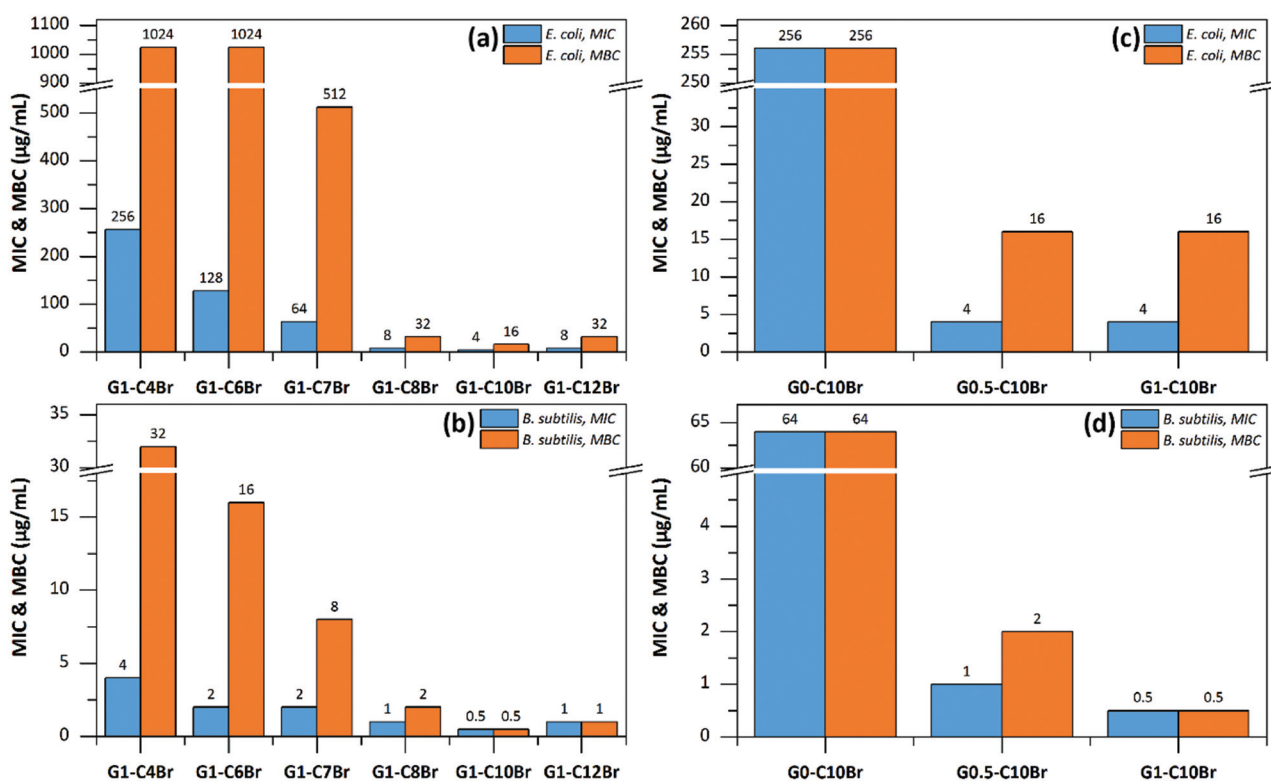 (a)
E. coli, MIC
E. coli, MBC
MIC & MBC (µg/mL)
1100
1000
900
500
400
300
200
100
0
256
1024
128
1024
64
512
8
32
4
16
8
32
G1-C4Br
G1-C6Br
G1-C7Br
G1-C8Br
G1-C10Br
G1-C12Br
(c)
E. coli, MIC
E. coli, MBC
MIC & MBC (µg/mL)
260
258
256
254
252
250
35
30
25
20
15
10
5
0
256
256
4
16
4
16
G0-C10Br
G0.5-C10Br
G1-C10Br
(b)
B. subtilis, MIC
B. subtilis, MBC
MIC & MBC (µg/mL)
35
30
15
10
5
0
4
32
2
16
2
8
1
2
0.5
0.5
1
1
G1-C4Br
G1-C6Br
G1-C7Br
G1-C8Br
G1-C10Br
G1-C12Br
(d)
B. subtilis, MIC
B. subtilis, MBC
MIC & MBC (µg/mL)
65
60
4
3
2
1
0
64
64
1
2
0.5
0.5
G0-C10Br
G0.5-C10Br
G1-C10Br